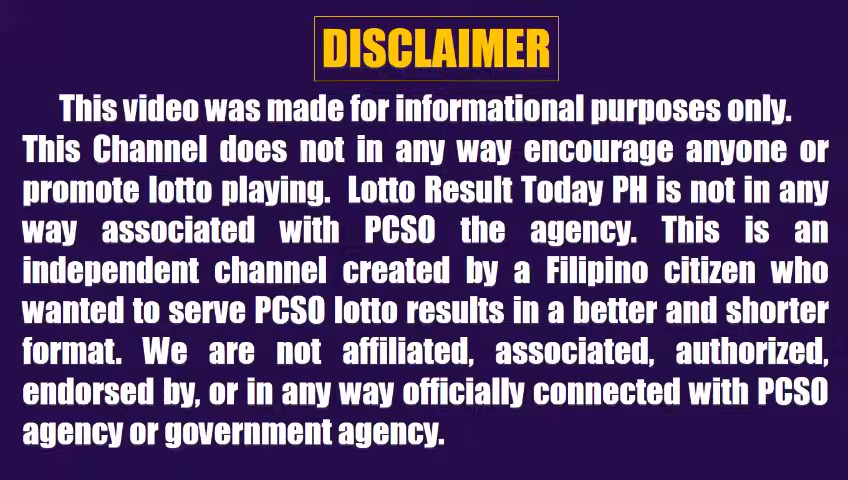 DISCLAIMER
This video was made for informational purposes only.
This Channel does not in any way encourage anyone or
promote lotto playing. Lotto Result Today PH is not in any
way associated with PCSO the agency. This is an
independent channel created by a Filipino citizen who
wanted to serve PCSO lotto results in a better and shorter
format. We are not affiliated, associated, authorized,
endorsed by, or in any way officially connected with PCSO
agency or government agency.